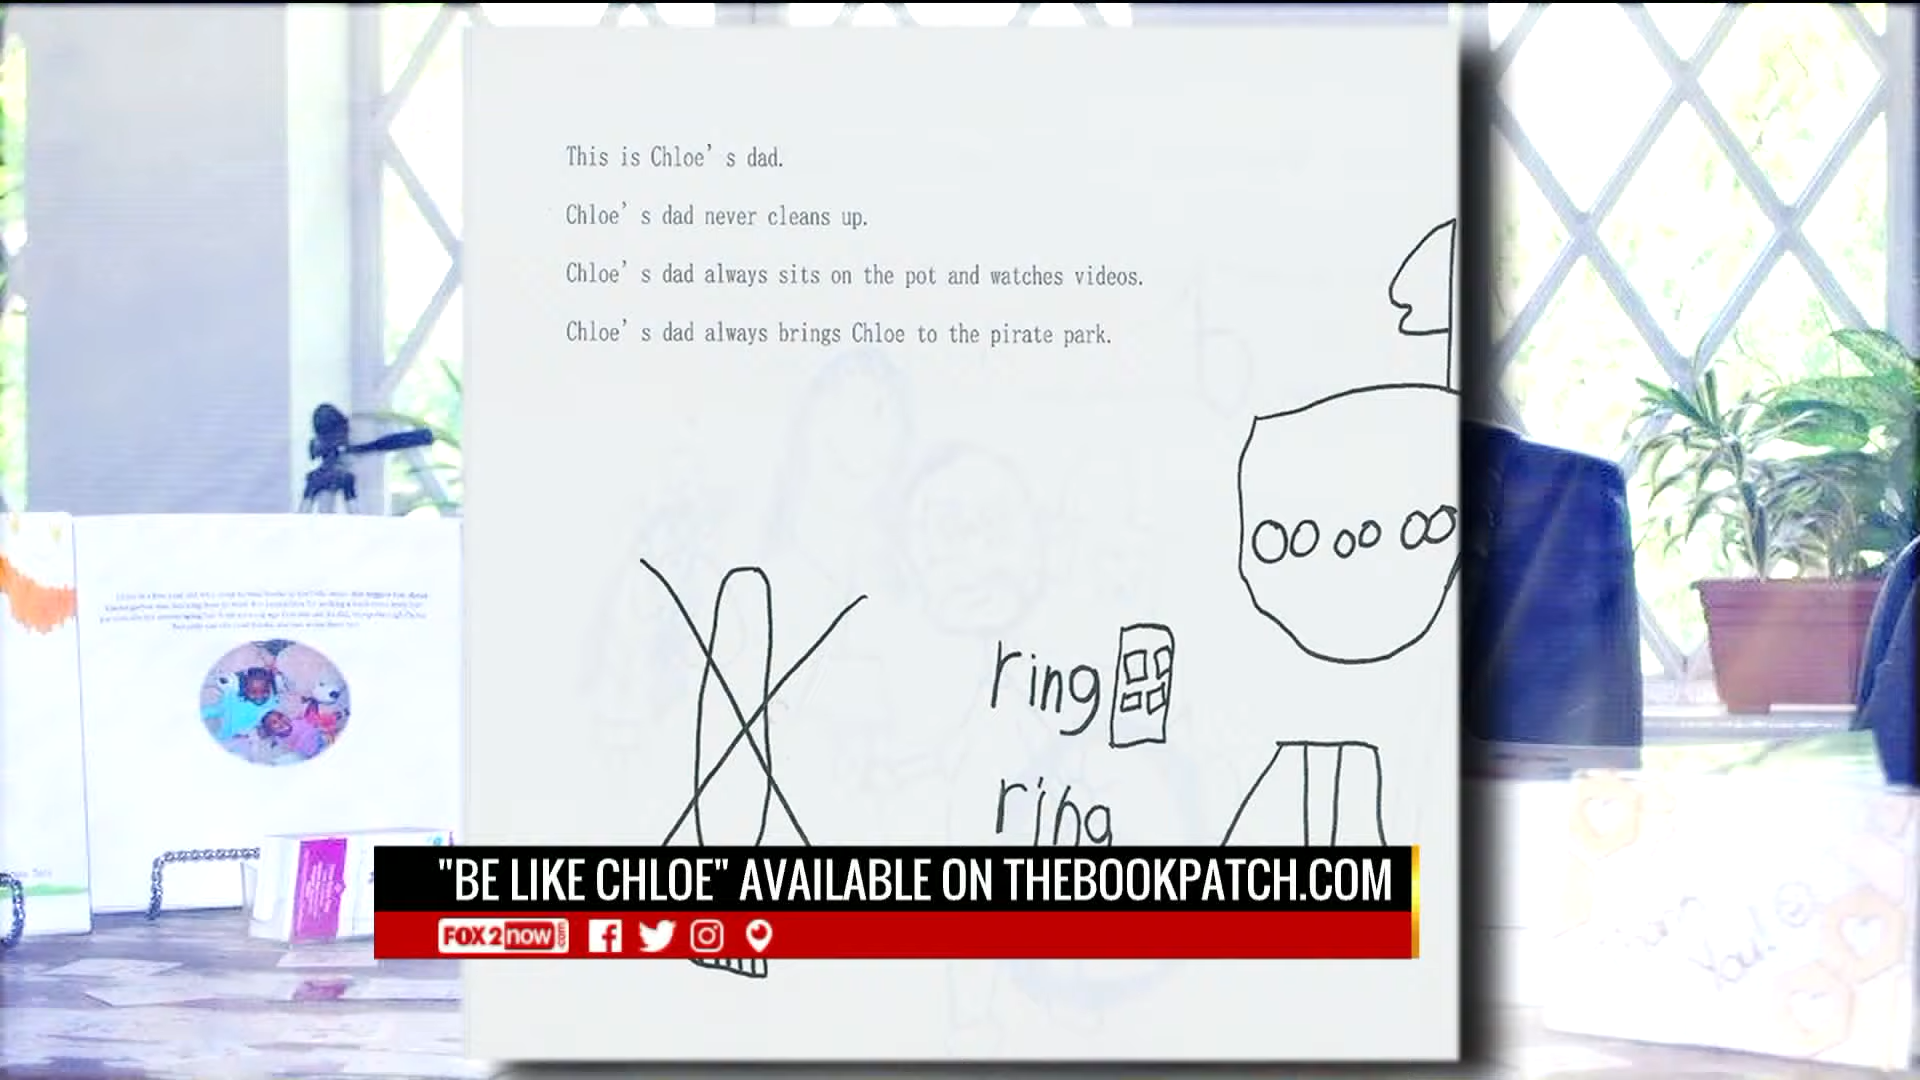 This is Chloe's dad.
Chloe's dad never cleans up.
Chloe's dad always sits on the pot and watches videos.
Chloe's dad always brings Chloe to the pirate park.
ring
ring
"BE LIKE CHLOE" AVAILABLE ON THEBOOKPATCH.COM
FOX2now.com
You!